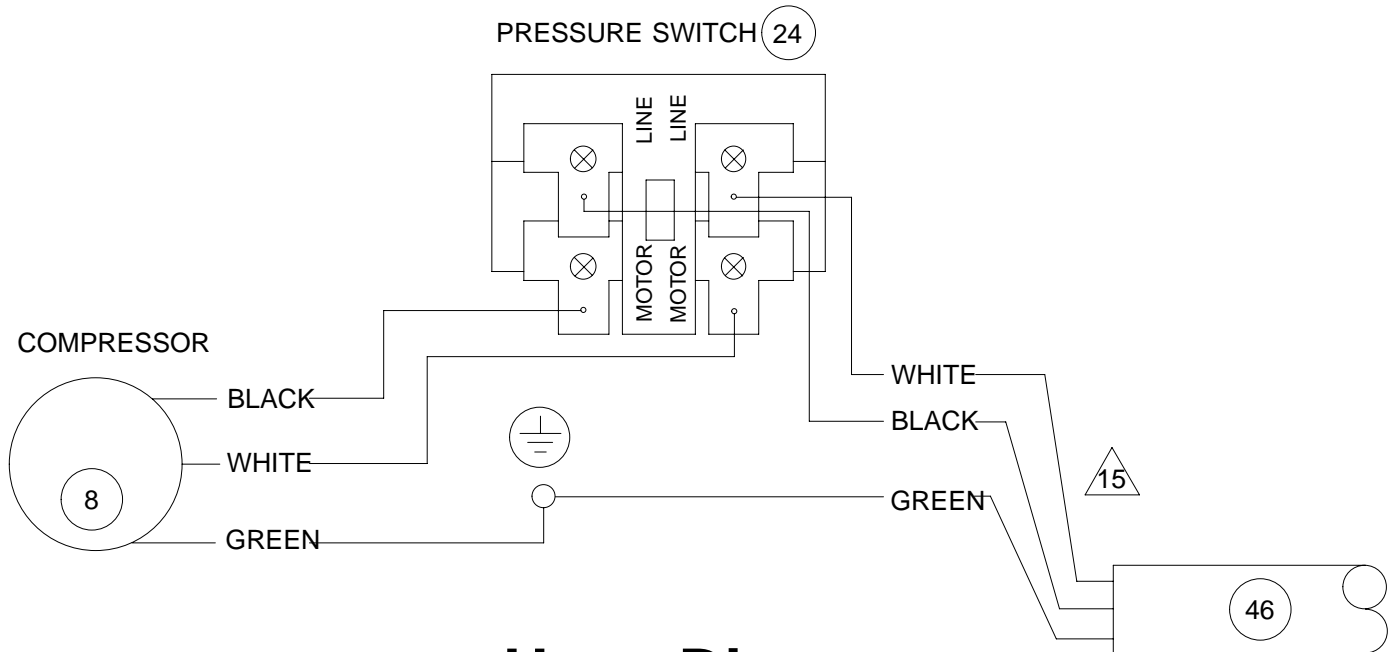 PRESSURE SWITCH 24
LINE
LINE
MOTOR
MOTOR
COMPRESSOR
BLACK
WHITE
8
GREEN
WHITE
BLACK
15
GREEN
46